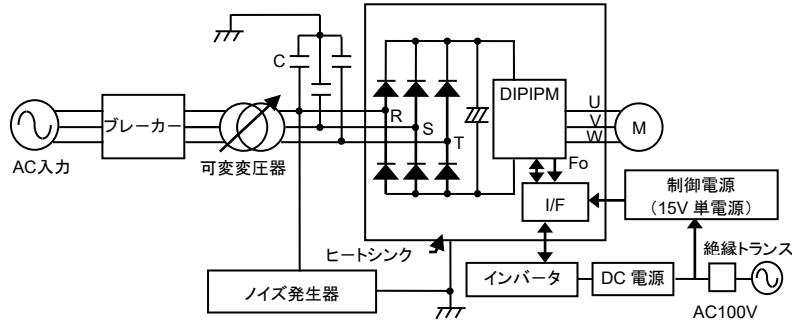 C
DIPIPM
U
V
W
M
R
S
T
Fo
ブレーカー
AC入力
可変変圧器
I/F
制御電源
(15V 単電源)
ヒートシンク
ノイズ発生器
インバータ
DC 電源
絶縁トランス
AC100V